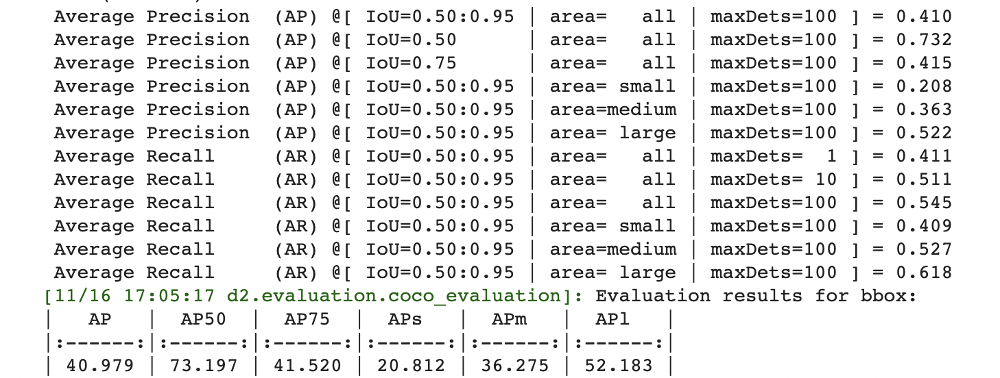 Average Precision  (AP) @[ IoU=0.50:0.95 | area=   all | maxDets=100 ] = 0.410
Average Precision  (AP) @[ IoU=0.50      | area=   all | maxDets=100 ] = 0.732
Average Precision  (AP) @[ IoU=0.75      | area=   all | maxDets=100 ] = 0.415
Average Precision  (AP) @[ IoU=0.50:0.95 | area= small | maxDets=100 ] = 0.208
Average Precision  (AP) @[ IoU=0.50:0.95 | area=medium | maxDets=100 ] = 0.363
Average Precision  (AP) @[ IoU=0.50:0.95 | area= large | maxDets=100 ] = 0.522
Average Recall     (AR) @[ IoU=0.50:0.95 | area=   all | maxDets=  1 ] = 0.411
Average Recall     (AR) @[ IoU=0.50:0.95 | area=   all | maxDets= 10 ] = 0.511
Average Recall     (AR) @[ IoU=0.50:0.95 | area=   all | maxDets=100 ] = 0.545
Average Recall     (AR) @[ IoU=0.50:0.95 | area= small | maxDets=100 ] = 0.409
Average Recall     (AR) @[ IoU=0.50:0.95 | area=medium | maxDets=100 ] = 0.527
Average Recall     (AR) @[ IoU=0.50:0.95 | area= large | maxDets=100 ] = 0.618
[11/16 17:05:17 d2.evaluation.coco_evaluation]: Evaluation results for bbox:
|   AP   |  AP50  |  AP75  |  APs   |  APm   |  APl   |
|:------:|:------:|:------:|:------:|:------:|:------:|
| 40.979 | 73.197 | 41.520 | 20.812 | 36.275 | 52.183 |